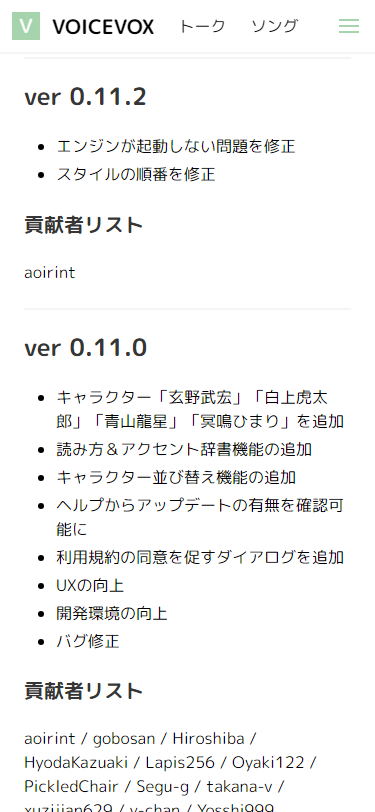 V VOICEVOX トーク ソング
ver 0.11.2
エンジンが起動しない問題を修正
スタイルの順番を修正
貢献者リスト
aoirint
ver 0.11.0
キャラクター「玄野武宏」「白上虎太
郎」「青山龍星」「冥鳴ひまり」を追加
読み方＆アクセント辞書機能の追加
キャラクター並び替え機能の追加
ヘルプからアップデートの有無を確認可
能に
利用規約の同意を促すダイアログを追加
UXの向上
開発環境の向上
バグ修正
貢献者リスト
aoirint / gobosan / Hiroshiba /
HyodaKazuaki / Lapis256 / Oyaki122 /
PickledChair / Segu-g / takana-v /
xuzijian629 / y-chan / Yosshi999